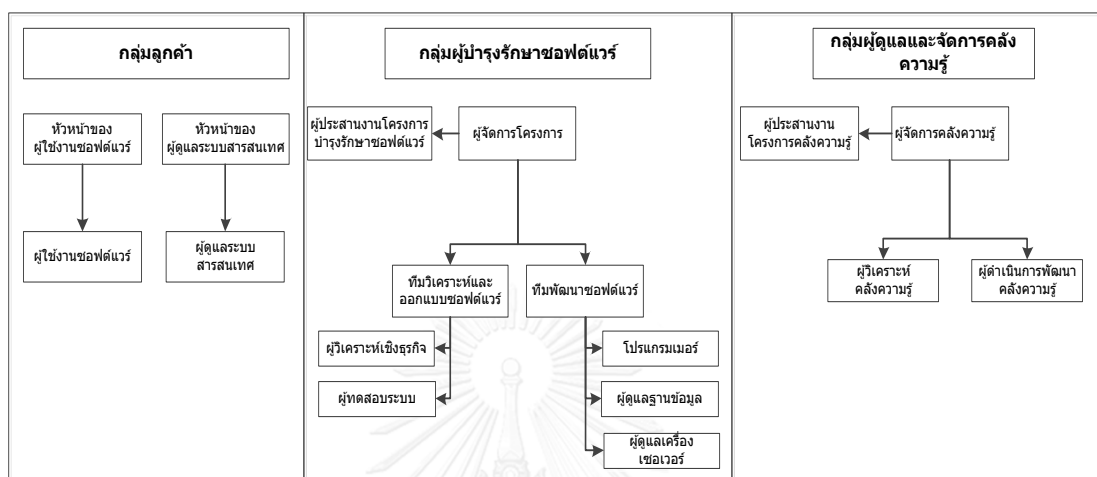 กลุ่มลูกค้า
หัวหน้าของ
ผู้ใช้งานซอฟต์แวร์
หัวหน้าของ
ผู้ดูแลระบบสารสนเทศ
ผู้ใช้งานซอฟต์แวร์
ผู้ดูแลระบบ
สารสนเทศ
กลุ่มผู้บำรุงรักษาซอฟต์แวร์
ผู้ประสานงานโครงการ
บำรุงรักษาซอฟต์แวร์
ผู้จัดการโครงการ
ทีมวิเคราะห์และ
ออกแบบซอฟต์แวร์
ทีมพัฒนาซอฟต์แวร์
ผู้วิเคราะห์เชิงธุรกิจ
ผู้ทดสอบระบบ
โปรแกรมเมอร์
ผู้ดูแลฐานข้อมูล
ผู้ดูแลเครื่อง
เซอเวอร์
กลุ่มผู้ดูแลและจัดการคลัง
ความรู้
ผู้ประสานงาน
โครงการคลังความรู้
ผู้จัดการคลังความรู้
ผู้วิเคราะห์
คลังความรู้
ผู้ดำเนินการพัฒนา
คลังความรู้